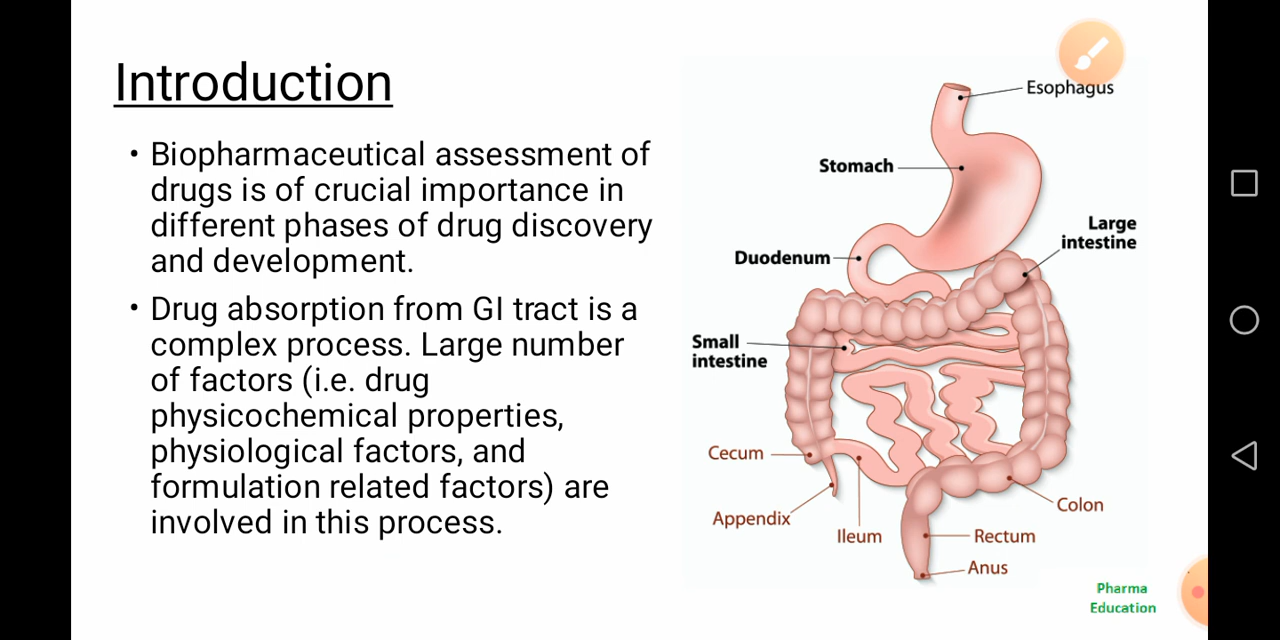 Introduction
• Biopharmaceutical assessment of
drugs is of crucial importance in
different phases of drug discovery
and development.
• Drug absorption from GI tract is a
complex process. Large number
of factors (i.e. drug
physicochemical properties,
physiological factors, and
formulation related factors) are
involved in this process.
Esophagus
Stomach
Large
intestine
Duodenum
Small
intestine
Cecum
Appendix
Ileum
Colon
Rectum
Anus
Pharma
Education